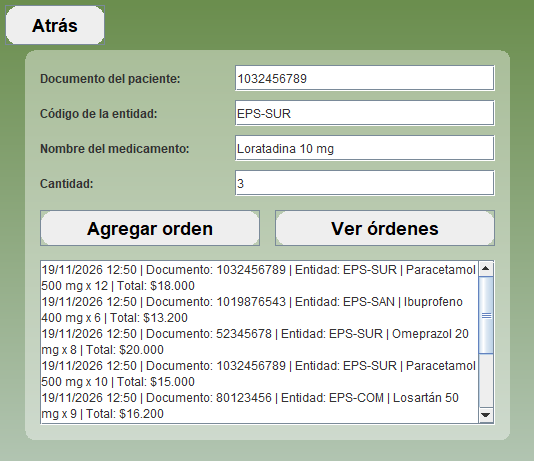 Atrás
Documento del paciente: 1032456789
Código de la entidad: EPS-SUR
Nombre del medicamento: Loratadina 10 mg
Cantidad: 3
Agregar orden Ver órdenes
19/11/2026 12:50 | Documento: 1032456789 | Entidad: EPS-SUR | Paracetamol
500 mg x 12 | Total: $18.000
19/11/2026 12:50 | Documento: 1019876543 | Entidad: EPS-SAN | Ibuprofeno
400 mg x 6 | Total: $13.200
19/11/2026 12:50 | Documento: 52345678 | Entidad: EPS-SUR | Omeprazol 20
mg x 8 | Total: $20.000
19/11/2026 12:50 | Documento: 1032456789 | Entidad: EPS-SUR | Paracetamol
500 mg x 10 | Total: $15.000
19/11/2026 12:50 | Documento: 80123456 | Entidad: EPS-COM | Losartán 50
mg x 9 | Total: $16.200